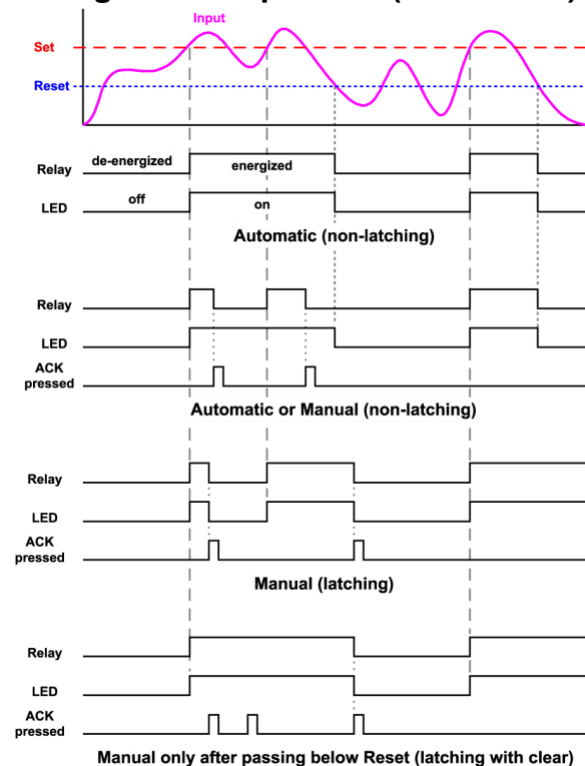 Input
Set
Reset
de-energized
energized
Relay
off
on
LED
Automatic (non-latching)
Relay
LED
ACK
pressed
Automatic or Manual (non-latching)
Relay
LED
ACK
pressed
Manual (latching)
Relay
LED
ACK
pressed
Manual only after passing below Reset (latching with clear)